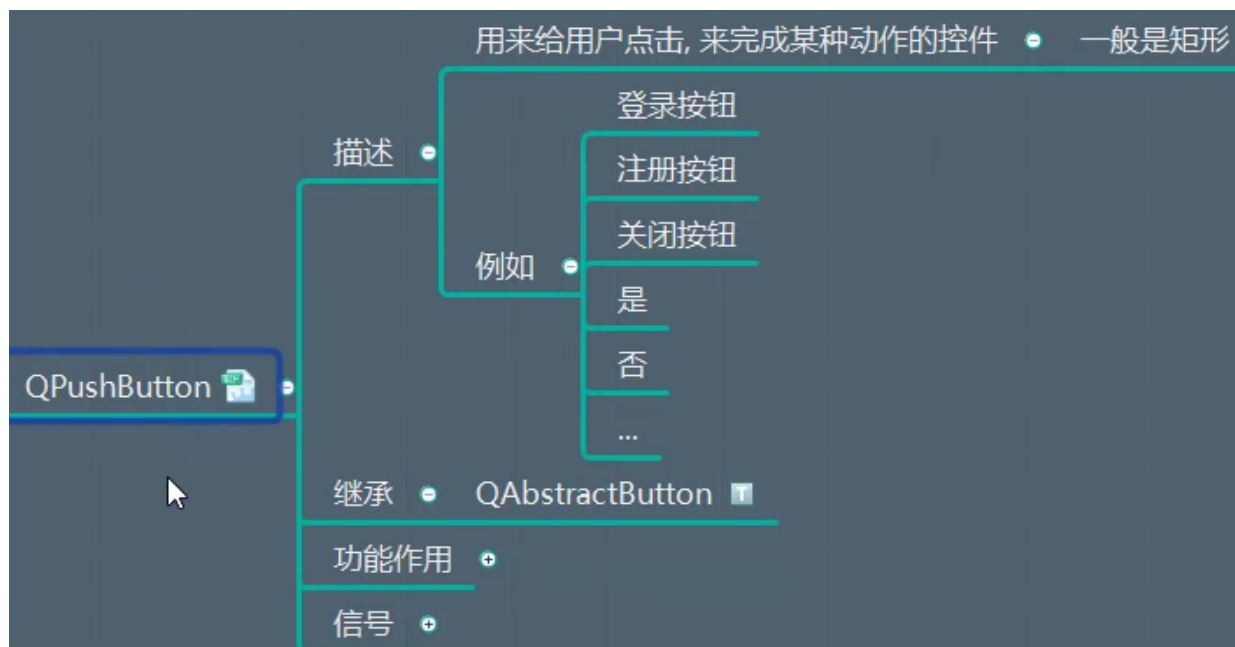 用来给用户点击, 来完成某种动作的控件 一般是矩形
登录按钮
描述
注册按钮
关闭按钮
例如
是
否
QPushButton
...
继承 QAbstractButton
功能作用
信号